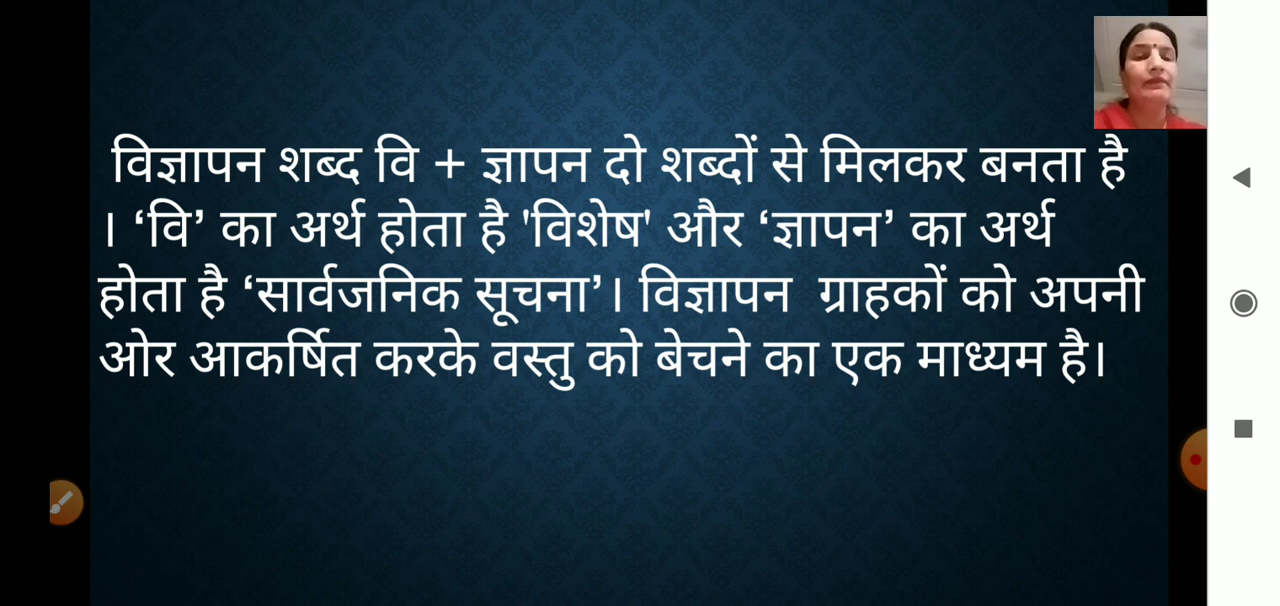 विज्ञापन शब्द वि + ज्ञापन दो शब्दों से मिलकर बनता है
। ‘वि’ का अर्थ होता है 'विशेष' और ‘ज्ञापन’ का अर्थ
होता है ‘सार्वजनिक सूचना’। विज्ञापन ग्राहकों को अपनी
ओर आकर्षित करके वस्तु को बेचने का एक माध्यम है।